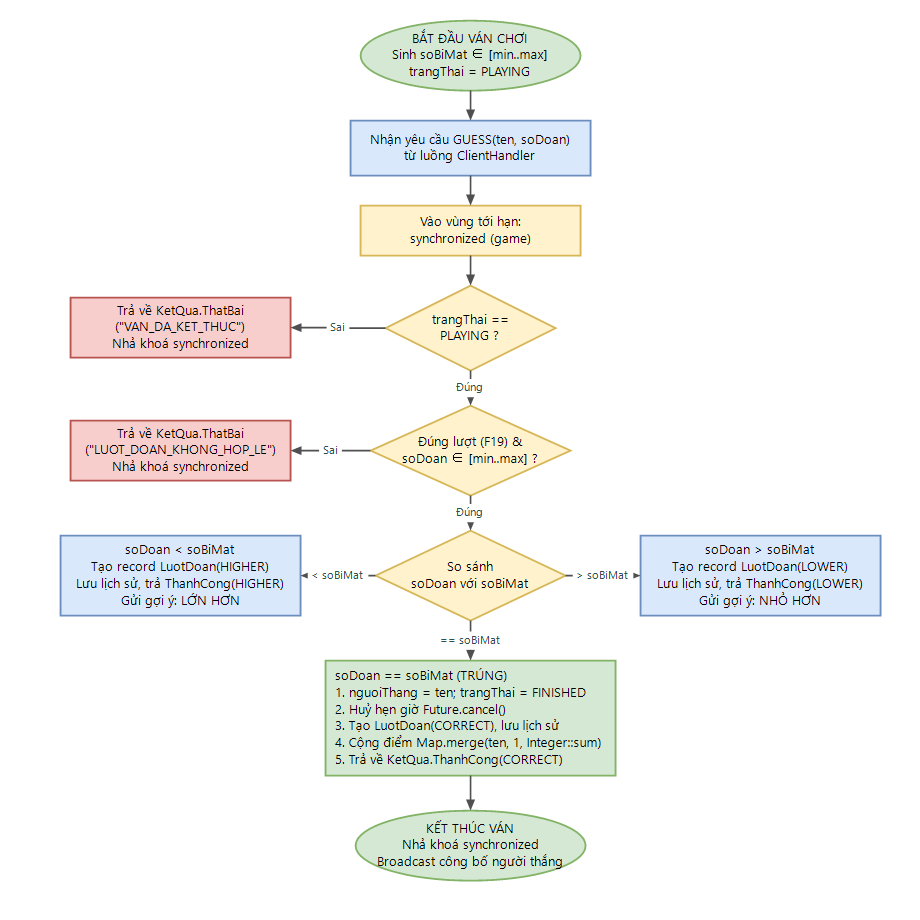 BẮT ĐẦU VÁN CHƠI
Sinh soBiMat ∈ [min..max]
trangThai = PLAYING
Nhận yêu cầu GUESS(ten, soDoan)
từ luồng ClientHandler
Vào vùng tới hạn:
synchronized (game)
trangThai ==
PLAYING ?
Sai
Trả về KetQua.ThatBai
("VAN_DA_KET_THUC")
Nhả khoá synchronized
Đúng
Đúng lượt (F19) &
soDoan ∈ [min..max] ?
Sai
Trả về KetQua.ThatBai
("LUOT_DOAN_KHONG_HOP_LE")
Nhả khoá synchronized
Đúng
So sánh
soDoan với soBiMat
< soBiMat
soDoan < soBiMat
Tạo record LuotDoan(HIGHER)
Lưu lịch sử, trả ThanhCong(HIGHER)
Gửi gợi ý: LỚN HƠN
> soBiMat
soDoan > soBiMat
Tạo record LuotDoan(LOWER)
Lưu lịch sử, trả ThanhCong(LOWER)
Gửi gợi ý: NHỎ HƠN
== soBiMat
soDoan == soBiMat (TRÚNG)
1. nguoiThang = ten; trangThai = FINISHED
2. Huỷ hẹn giờ Future.cancel()
3. Tạo LuotDoan(CORRECT), lưu lịch sử
4. Cộng điểm Map.merge(ten, 1, Integer::sum)
5. Trả về KetQua.ThanhCong(CORRECT)
KẾT THÚC VÁN
Nhả khoá synchronized
Broadcast công bố người thắng